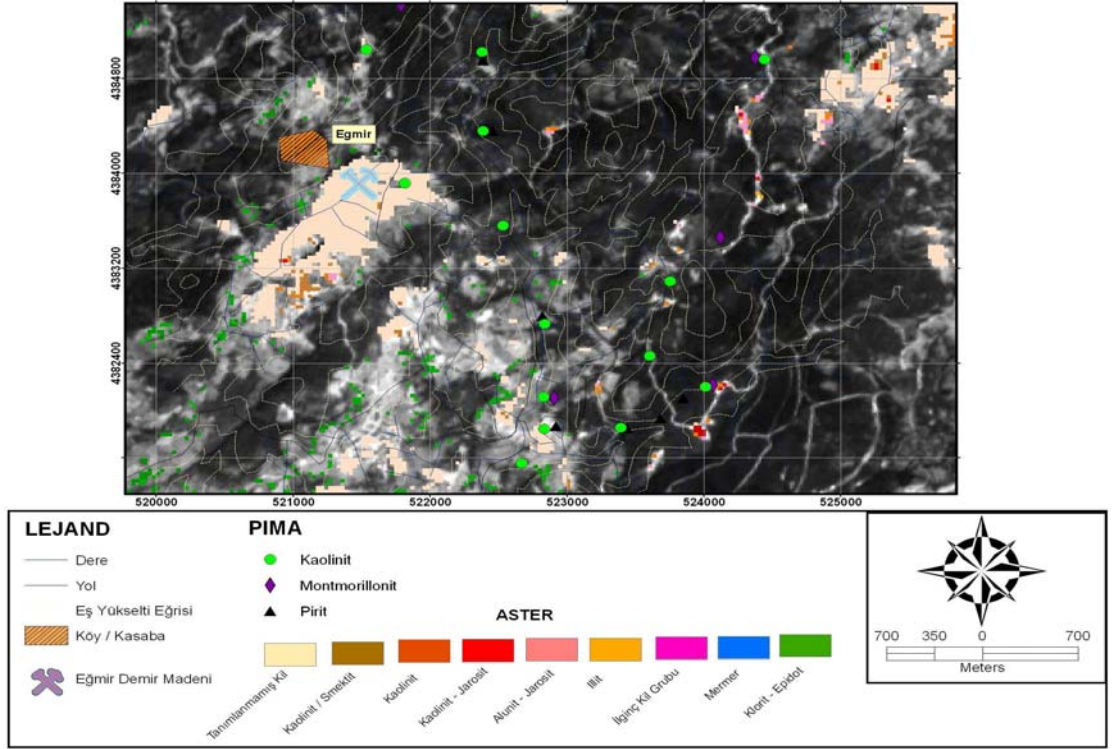 Egmir
4384800
4384000
4383200
4382400
520000 521000 522000 523000 524000 525000
LEJAND
Dere
Yol
Eş Yükselti Eğrisi
Köy / Kasaba
Eğmir Demir Madeni
PIMA
Kaolinit
Montmorillonit
Pirit
ASTER
Tanımlanmamış Kil
Kaolinit / Smektit
Kaolinit
Kaolinit - Jarosit
Alunit - Jarosit
Illit
İlginç Kil Grubu
Mermer
Klorit - Epidot
700 350 0 700
Meters